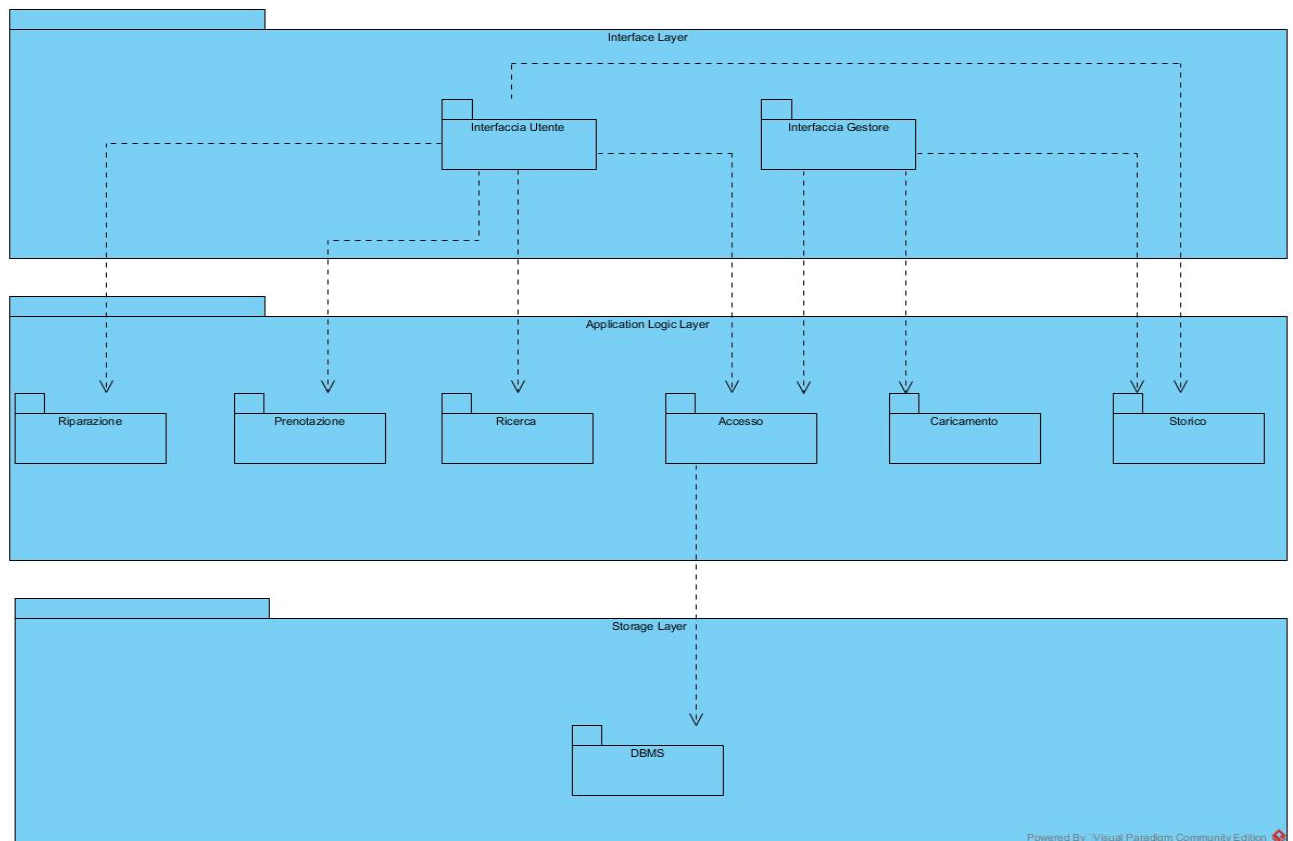 Interface Layer
Interfaccia Utente
Interfaccia Gestore
Application Logic Layer
Riparazione
Prenotazione
Ricerca
Accesso
Caricamento
Storico
Storage Layer
DBMS
Powered By Visual Paradigm Community Edition